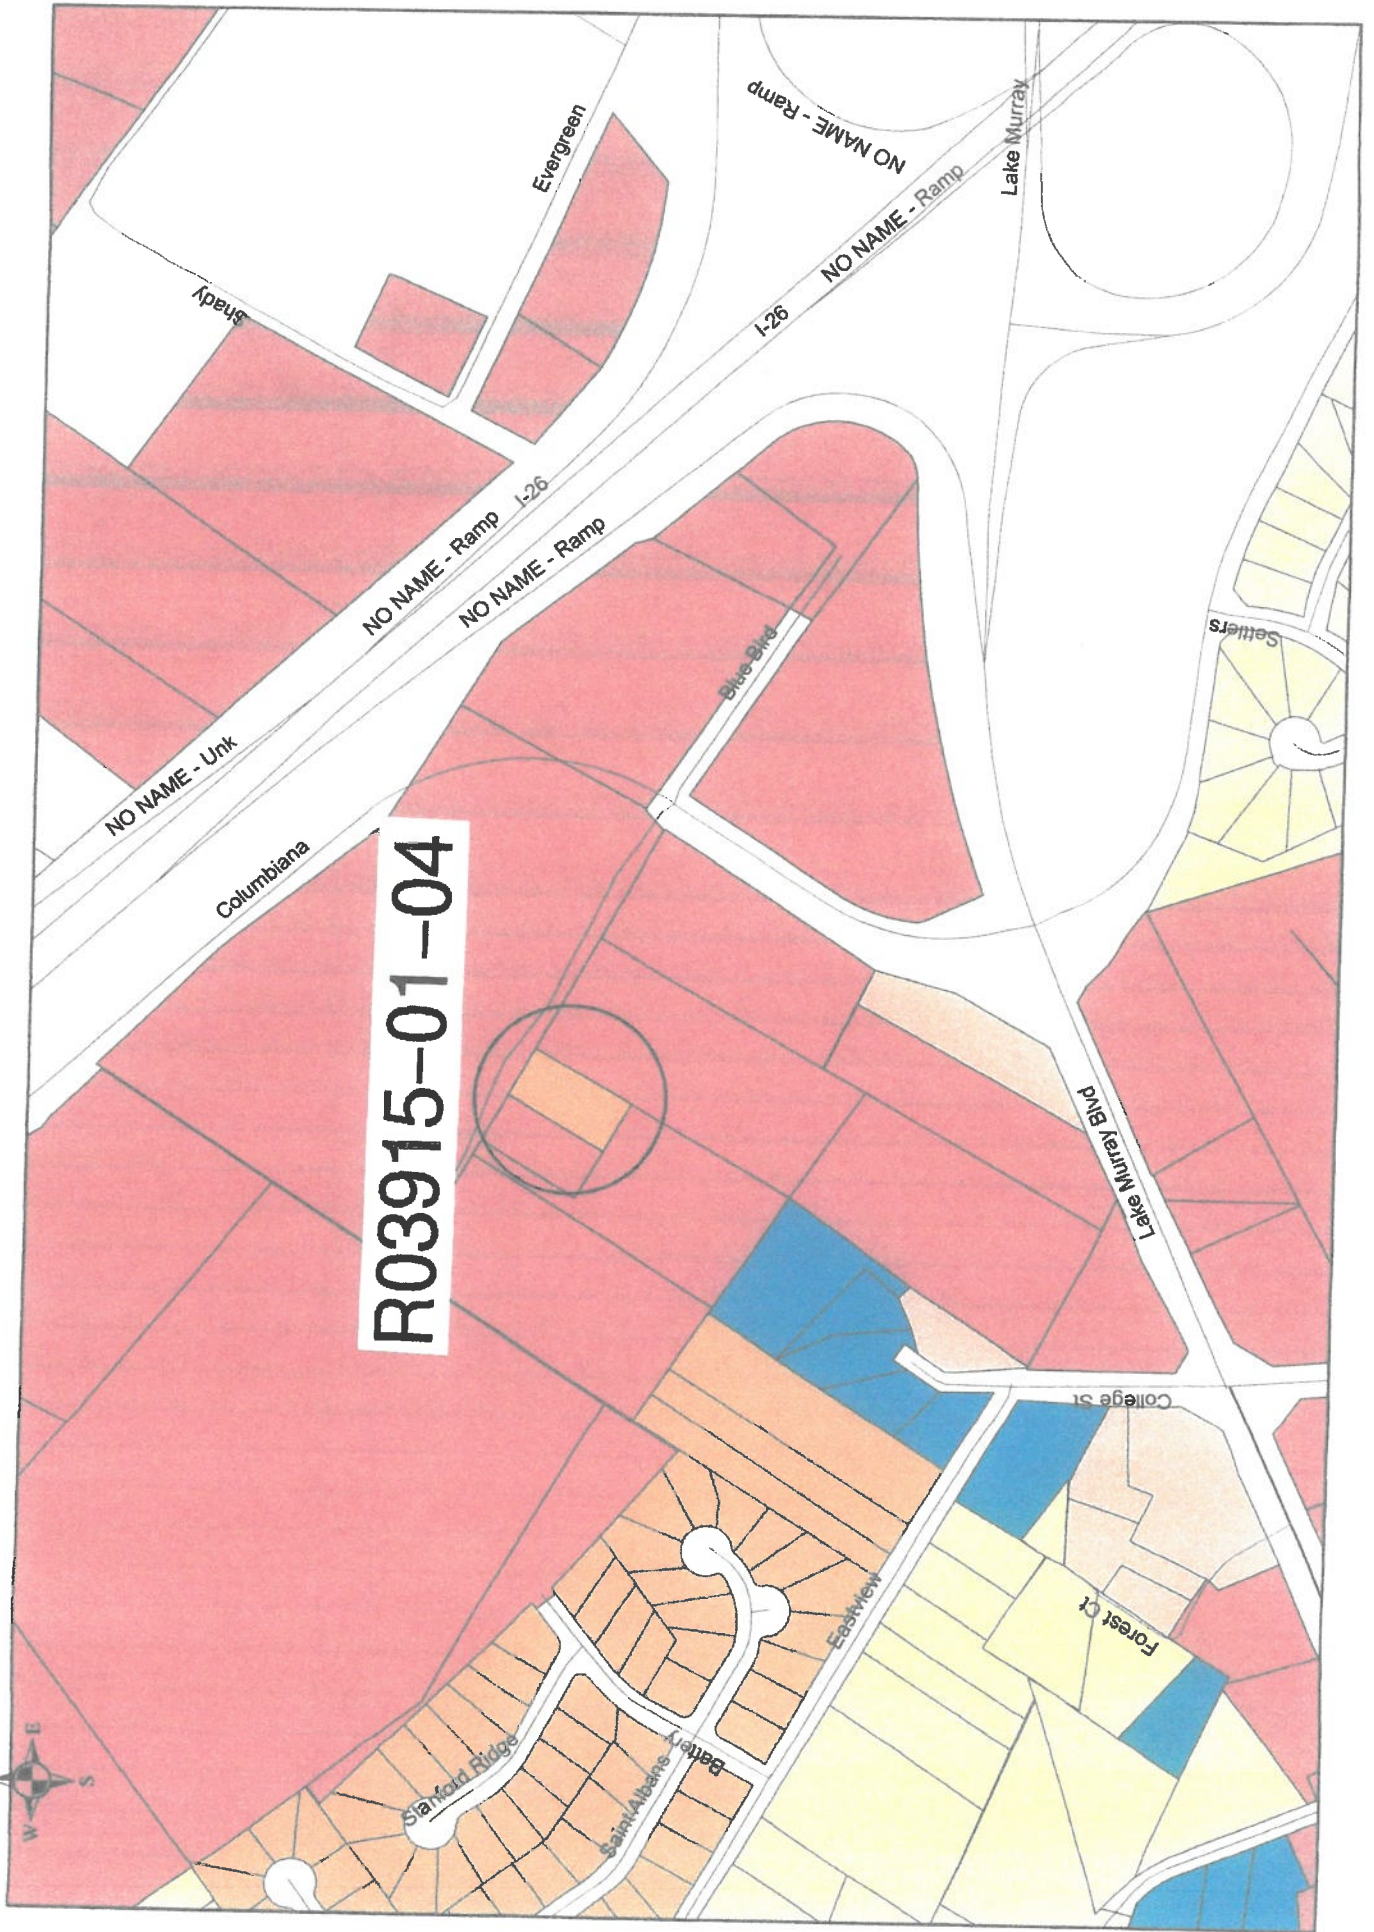 Evergreen
NO NAME - Ramp
Lake Murray
Shady
NO NAME - Ramp
I-26
I-26
NO NAME - Ramp
NO NAME - Ramp
Blue Bird
Settlers
NO NAME - Unk
Columbiana
R03915-01-04
Lake Murray Blvd
College St
Eastview
Forest Ct
Stanford Ridge
Battery
Saint Albans
E
S
W